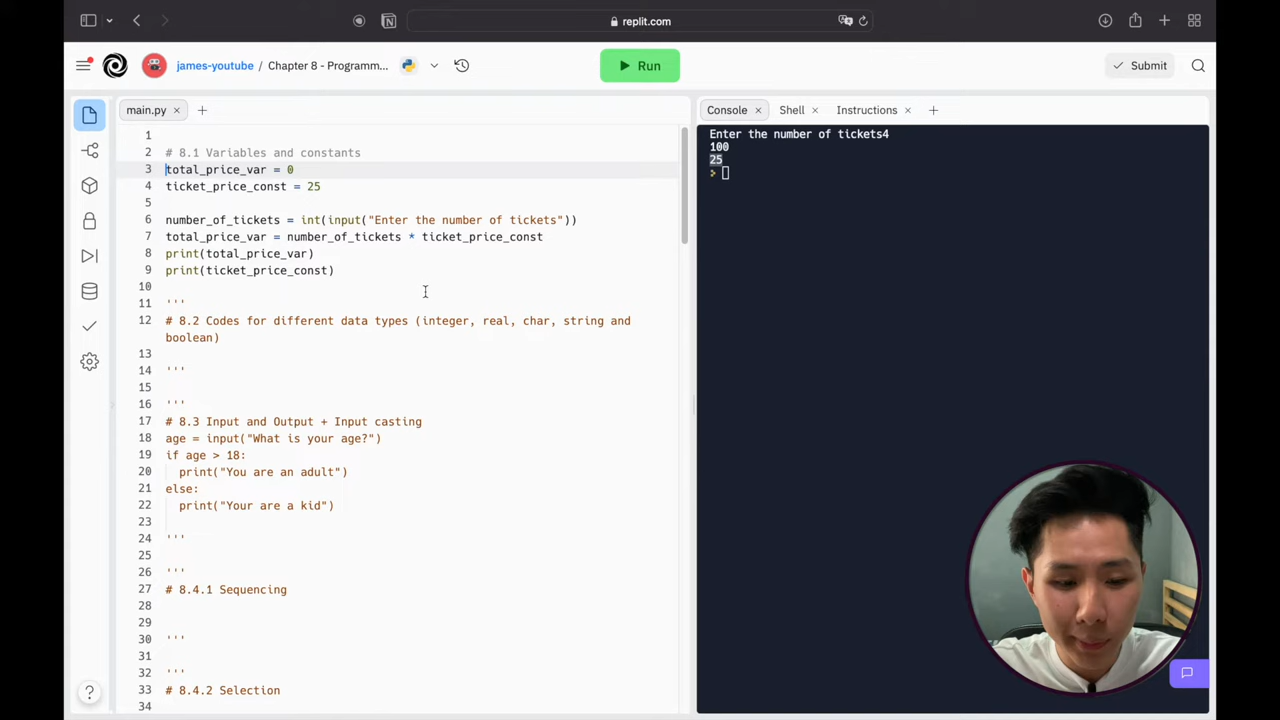 replit.com
james-youtube / Chapter 8 - Programm...
Run
Submit
main.py
Console
Shell
Instructions
1
2 # 8.1 Variables and constants
3 total_price_var = 0
4 ticket_price_const = 25
5
6 number_of_tickets = int(input("Enter the number of tickets"))
7 total_price_var = number_of_tickets * ticket_price_const
8 print(total_price_var)
9 print(ticket_price_const)
10
11 '''
12 # 8.2 Codes for different data types (integer, real, char, string and
boolean)
13
14 '''
15
16 '''
17 # 8.3 Input and Output + Input casting
18 age = input("What is your age?")
19 if age > 18:
20 print("You are an adult")
21 else:
22 print("Your are a kid")
23
24 '''
25
26 '''
27 # 8.4.1 Sequencing
28
29
30 '''
31
32 '''
33 # 8.4.2 Selection
34
?
Enter the number of tickets4
100
25
>